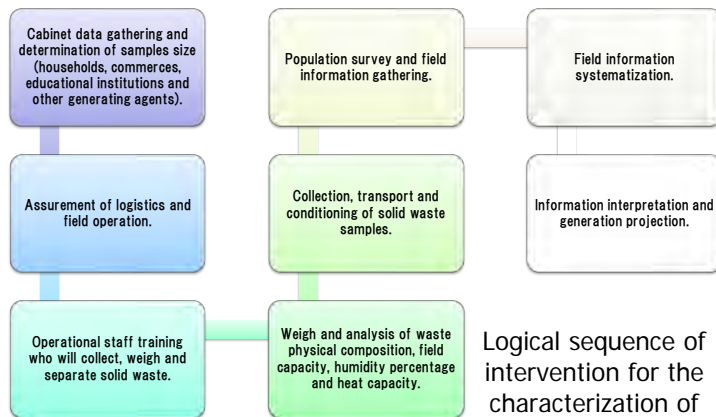 Cabinet data gathering and
determination of samples size
(households, commerces,
educational institutions and
other generating agents).
Assurement of logistics and
field operation.
Operational staff training
who will collect, weigh and
separate solid waste.
Weigh and analysis of waste
physical composition, field
capacity, humidity percentage
and heat capacity.
Collection, transport and
conditioning of solid waste
samples.
Population survey and field
information gathering.
Field information
systematization.
Information interpretation and
generation projection.
Logical sequence of
intervention for the
characterization of